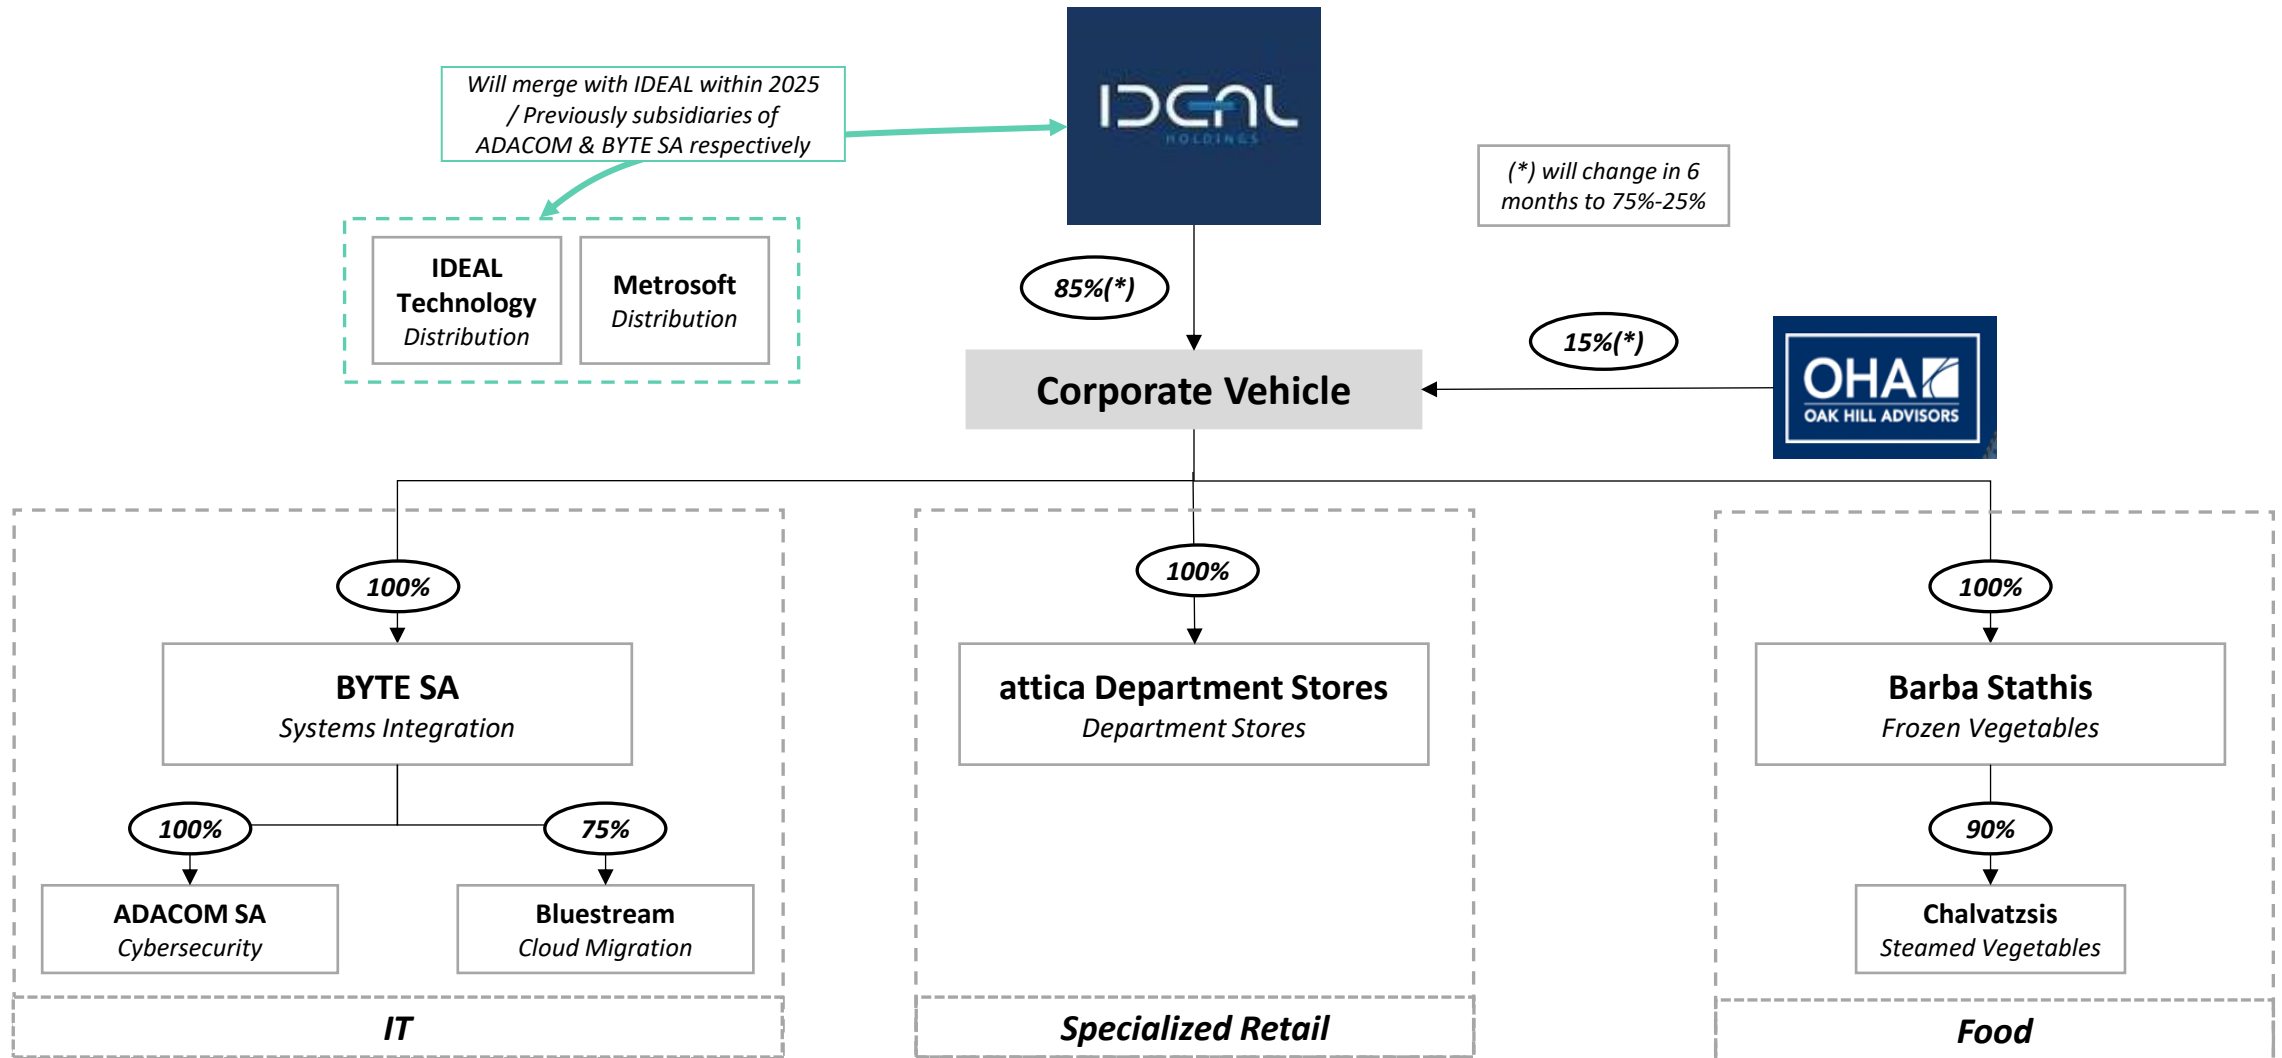 Will merge with IDEAL within 2025
/ Previously subsidiaries of
ADACOM & BYTE SA respectively
IDEAL
HOLDINGS
(*) will change in 6
months to 75%-25%
IDEAL
Technology
Distribution
Metrosoft
Distribution
85%(*)
15%(*)
Corporate Vehicle
OHA
OAK HILL ADVISORS
100%
100%
100%
BYTE SA
Systems Integration
attica Department Stores
Department Stores
Barba Stathis
Frozen Vegetables
100%
75%
90%
ADACOM SA
Cybersecurity
Bluestream
Cloud Migration
Chalvatzsis
Steamed Vegetables
IT
Specialized Retail
Food